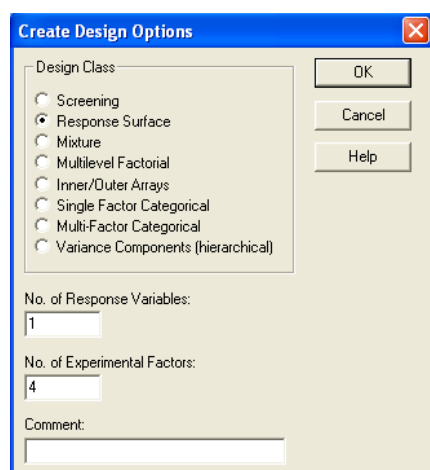 Create Design Options
Design Class
Screening
Response Surface
Mixture
Multilevel Factorial
Inner/Outer Arrays
Single Factor Categorical
Multi-Factor Categorical
Variance Components (hierarchical)
OK
Cancel
Help
No. of Response Variables:
1
No. of Experimental Factors:
4
Comment: